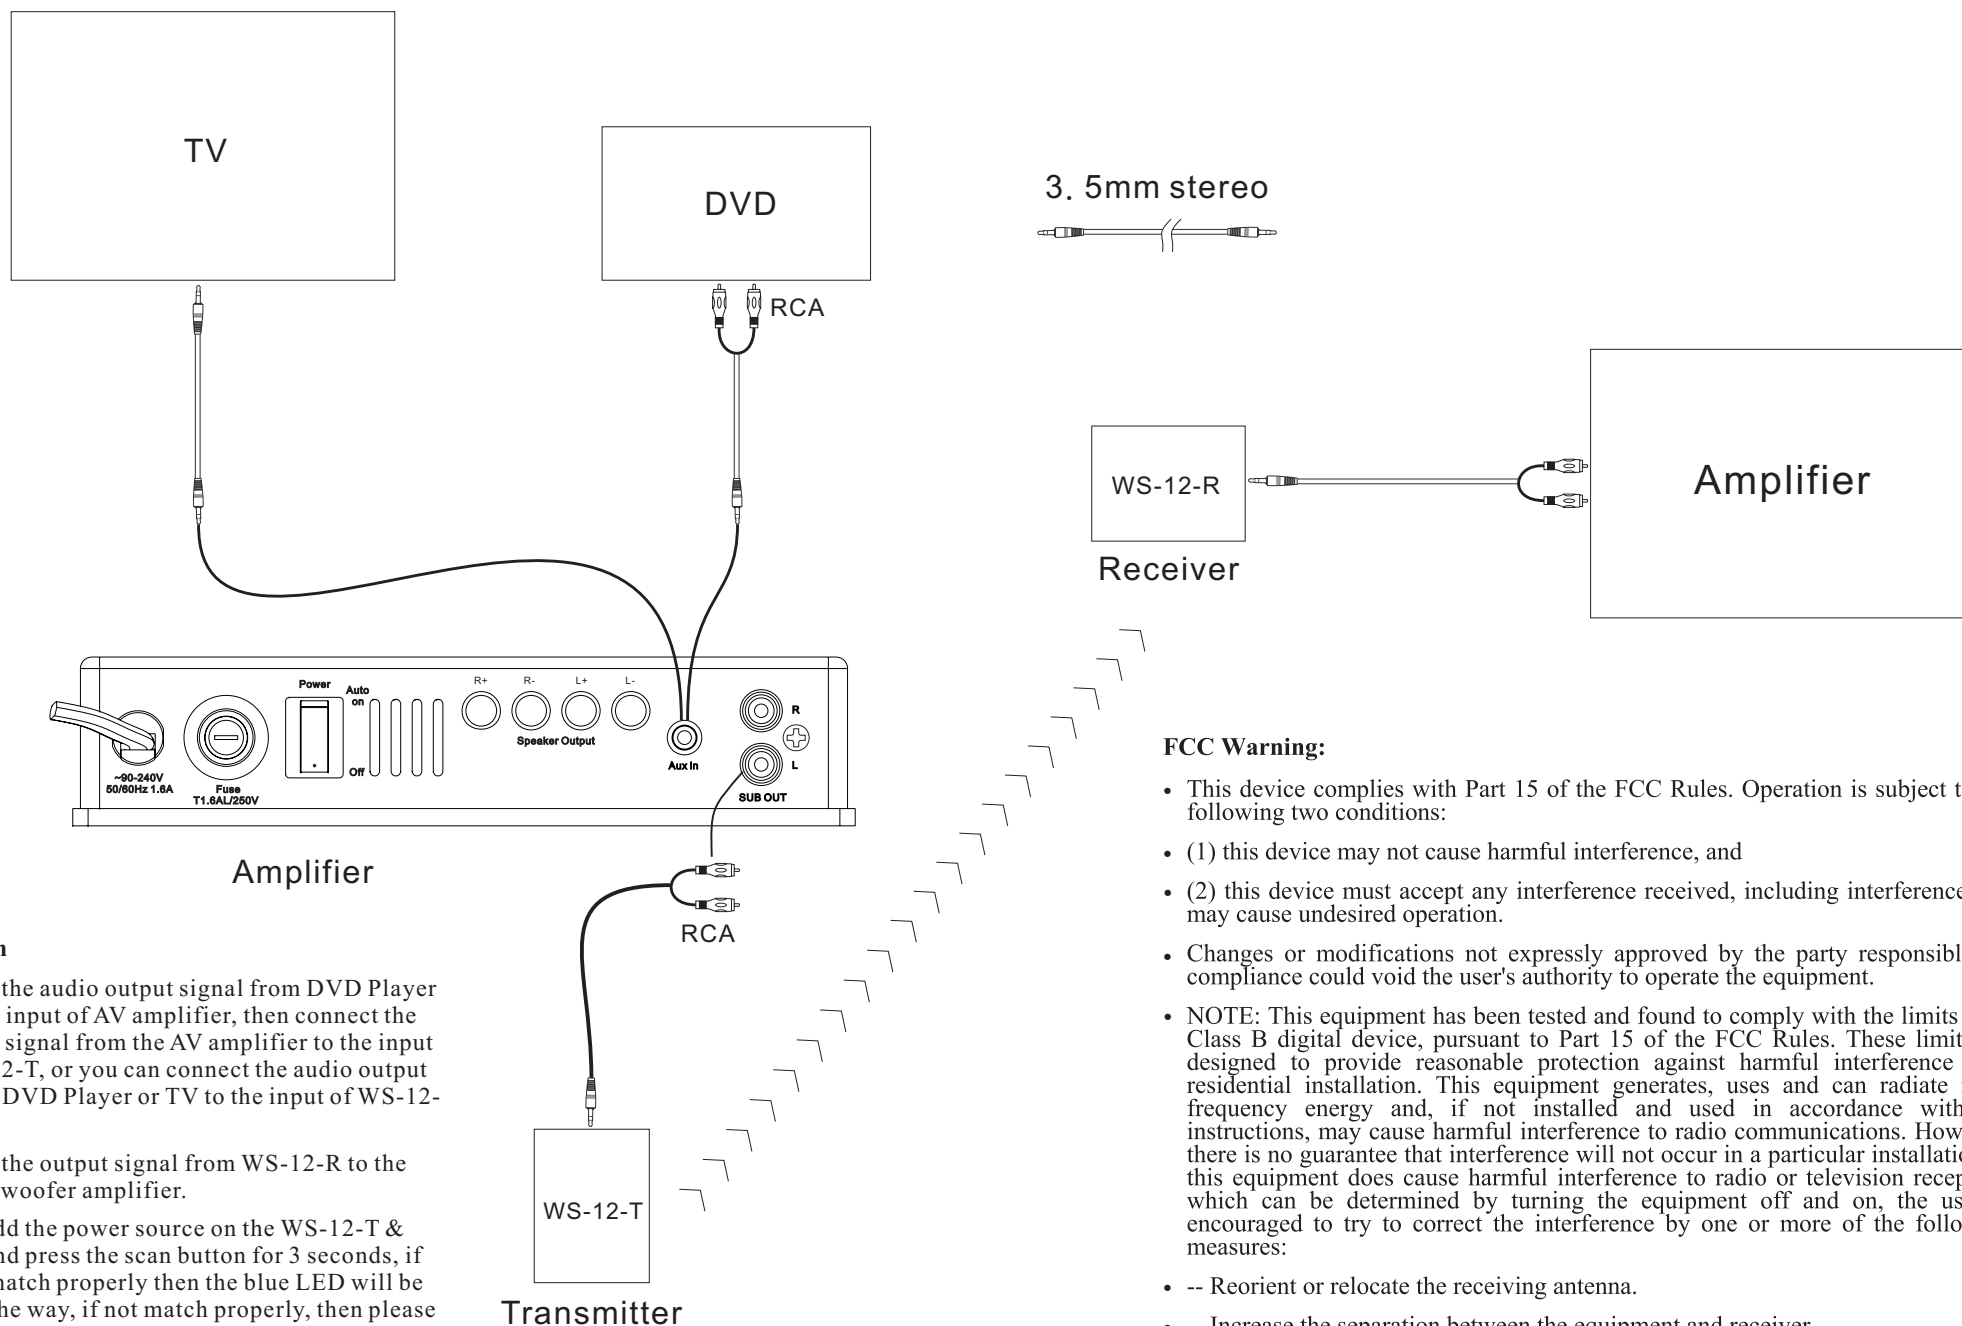 TV
DVD
3. 5mm stereo
RCA
WS-12-R
Amplifier
Receiver
Power
Auto
on
Off
R+
R-
L+
L-
Speaker Output
Aux In
R
L
SUB OUT
~90-240V
50/60Hz 1.6A
Fuse
T1.6AL/250V
Amplifier
RCA
WS-12-T
Transmitter
the audio output signal from DVD Player
input of AV amplifier, then connect the
signal from the AV amplifier to the input
2-T, or you can connect the audio output
DVD Player or TV to the input of WS-12-
the output signal from WS-12-R to the
woofer amplifier.
dd the power source on the WS-12-T &
nd press the scan button for 3 seconds, if
natch properly then the blue LED will be
he way, if not match properly, then please
FCC Warning:
• This device complies with Part 15 of the FCC Rules. Operation is subject t
following two conditions:
• (1) this device may not cause harmful interference, and
• (2) this device must accept any interference received, including interference
may cause undesired operation.
• Changes or modifications not expressly approved by the party responsibl
compliance could void the user's authority to operate the equipment.
• NOTE: This equipment has been tested and found to comply with the limits
Class B digital device, pursuant to Part 15 of the FCC Rules. These limit
designed to provide reasonable protection against harmful interference
residential installation. This equipment generates, uses and can radiate
frequency energy and, if not installed and used in accordance with
instructions, may cause harmful interference to radio communications. How
there is no guarantee that interference will not occur in a particular installatio
this equipment does cause harmful interference to radio or television recep
which can be determined by turning the equipment off and on, the us
encouraged to try to correct the interference by one or more of the follo
measures:
• -- Reorient or relocate the receiving antenna.
• -- Increase the separation between the equipment and receiver